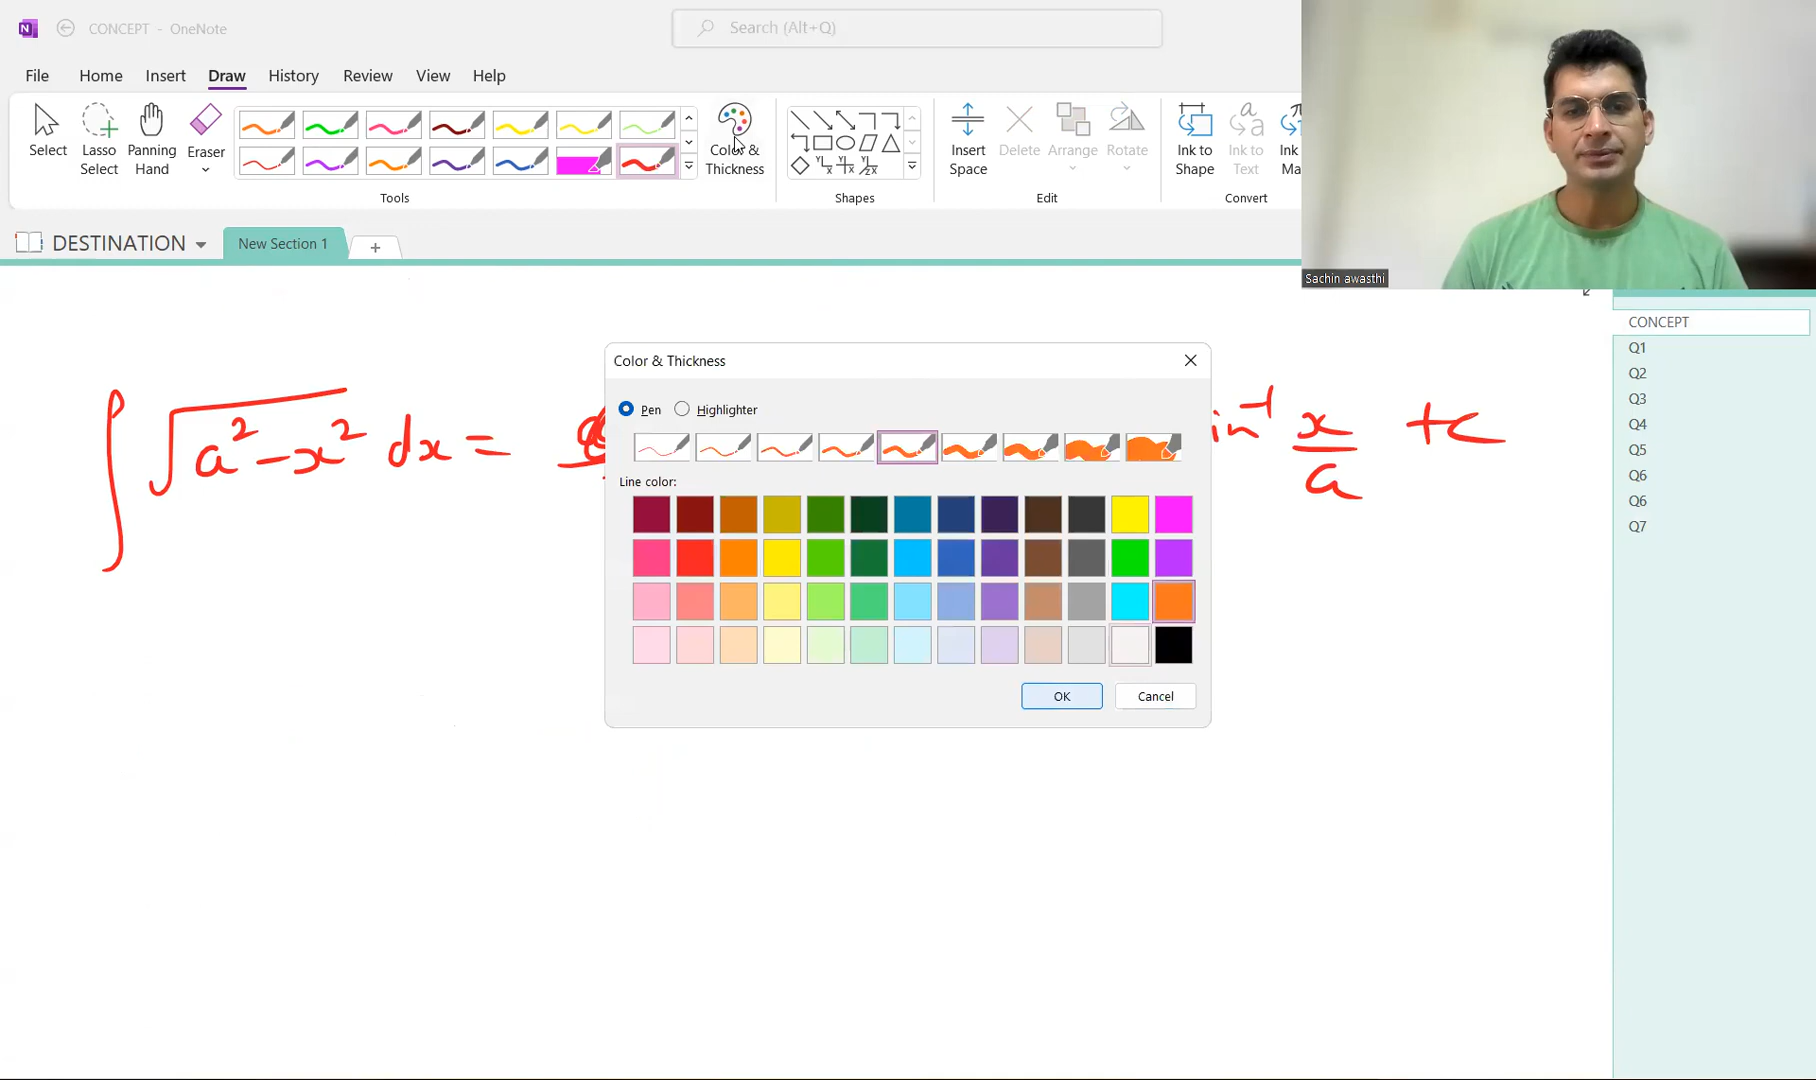 CONCEPT - OneNote
Search (Alt+Q)
File Home Insert Draw History Review View Help
Select
Lasso Select
Panning Hand
Eraser
Color & Thickness
Insert Space
Delete
Arrange
Rotate
Ink to Shape
Ink to Text
Tools
Shapes
Edit
Convert
DESTINATION
New Section 1
Sachin awasthi
CONCEPT
Q1
Q2
Q3
Q4
Q5
Q6
Q6
Q7
Color & Thickness
Pen Highlighter
Line color:
OK Cancel
∫ √a² − x² dx = in⁻¹ x/a + c